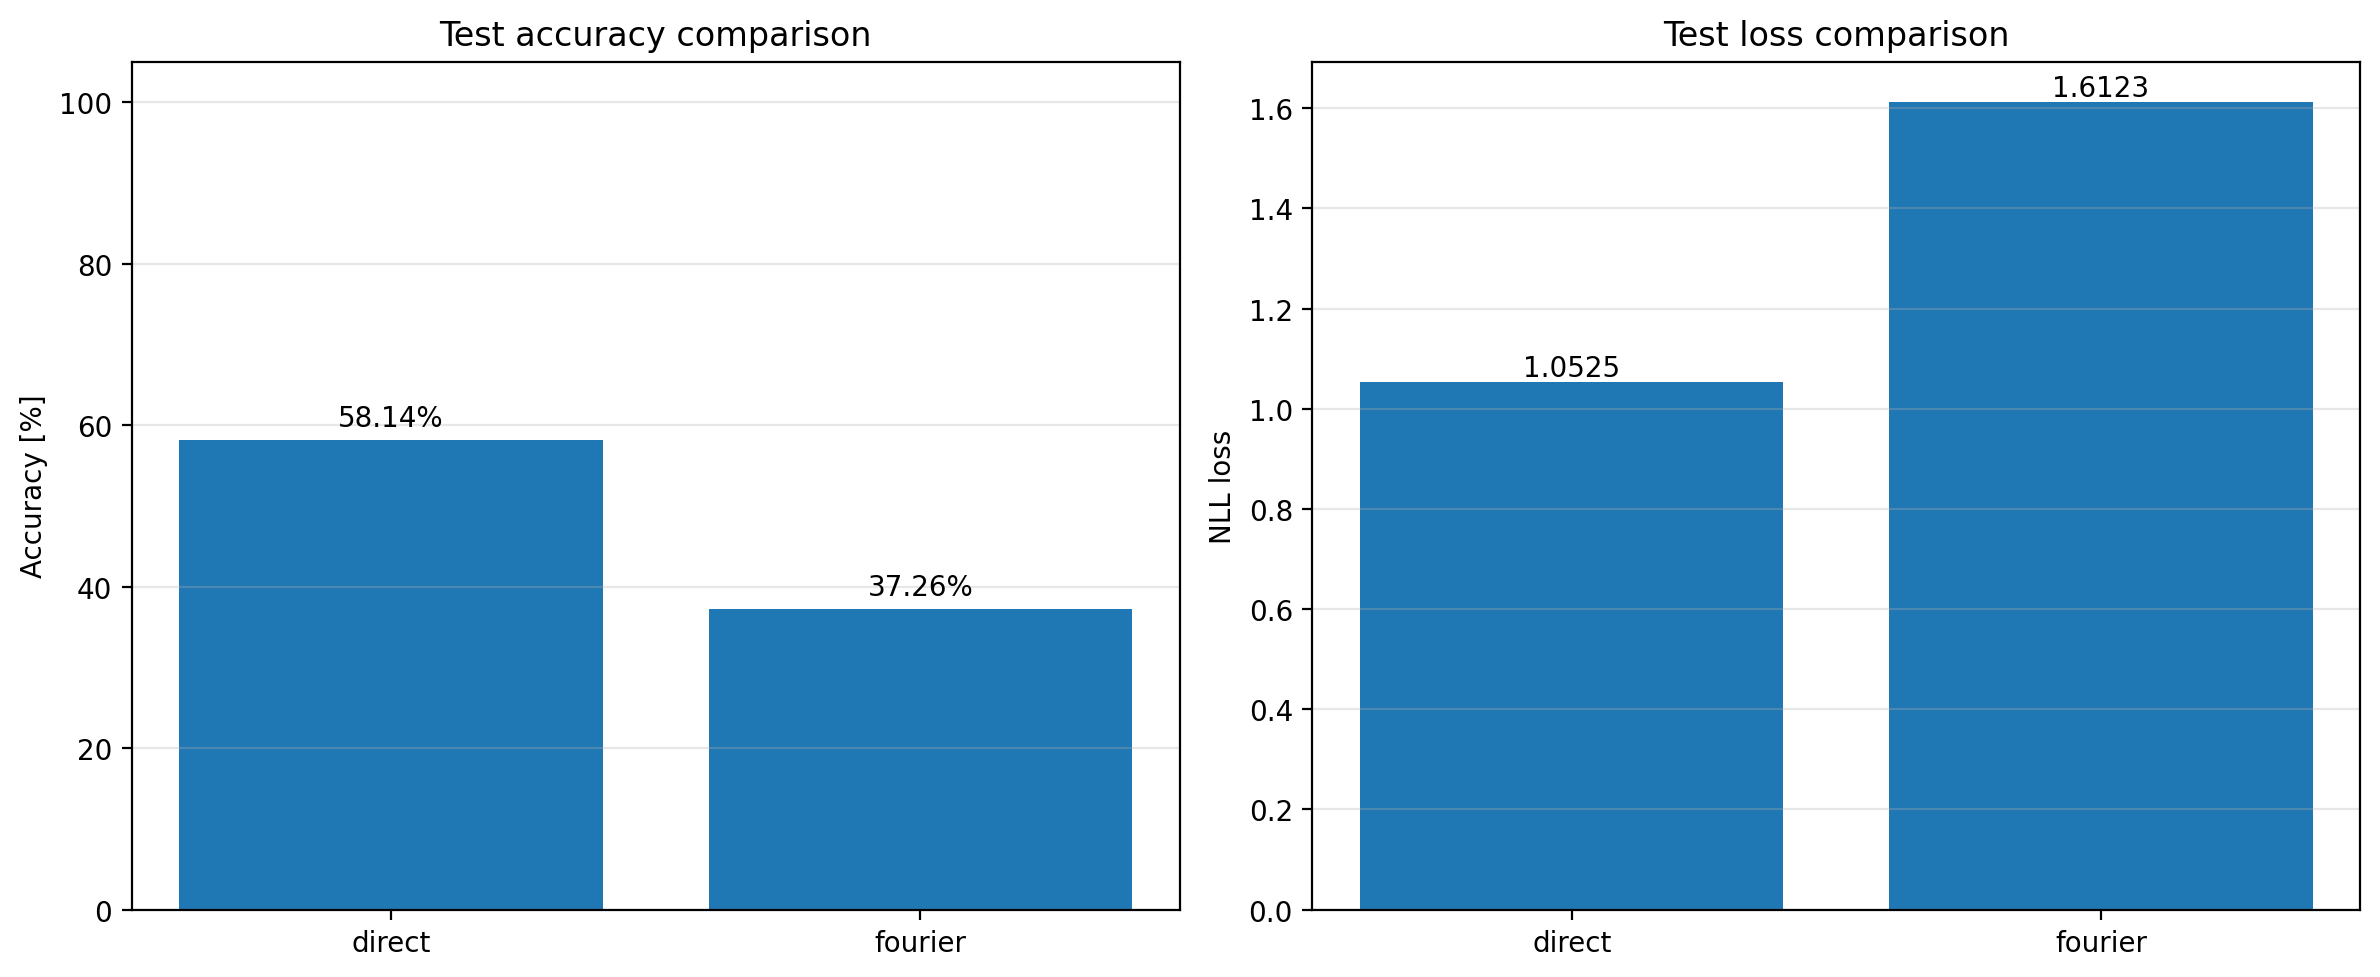 Test accuracy comparison
Accuracy [%]
100
80
60
40
20
0
58.14%
37.26%
direct
fourier
Test loss comparison
NLL loss
1.6
1.4
1.2
1.0
0.8
0.6
0.4
0.2
0.0
1.0525
1.6123
direct
fourier